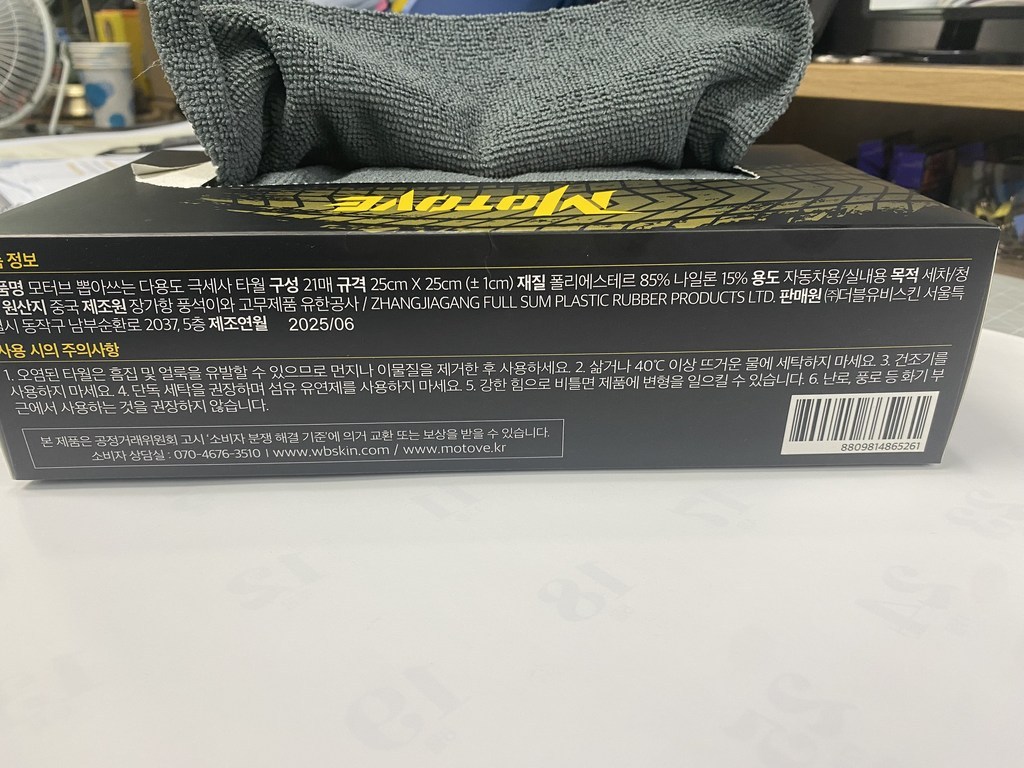 MOTOVE
정보
품명 모터브 뽑아쓰는 다용도 극세사 타월 구성 21매 규격 25cm X 25cm (± 1cm) 재질 폴리에스테르 85% 나일론 15% 용도 자동차용/실내용 목적 세차/청
원산지 중국 제조원 장가항 풍석이와 고무제품 유한공사 / ZHANGJIAGANG FULL SUM PLASTIC RUBBER PRODUCTS LTD. 판매원 ㈜더블유비스킨 서울특
시 동작구 남부순환로 2037, 5층 제조연월 2025/06
사용 시의 주의사항
1. 오염된 타월은 흠집 및 얼룩을 유발할 수 있으므로 먼지나 이물질을 제거한 후 사용하세요. 2. 삶거나 40℃ 이상 뜨거운 물에 세탁하지 마세요. 3. 건조기를
사용하지 마세요. 4. 단독 세탁을 권장하며 섬유 유연제를 사용하지 마세요. 5. 강한 힘으로 비틀면 제품에 변형을 일으킬 수 있습니다. 6. 난로, 풍로 등 화기 부
근에서 사용하는 것을 권장하지 않습니다.
본 제품은 공정거래위원회 고시 '소비자 분쟁 해결 기준'에 의거 교환 또는 보상을 받을 수 있습니다.
소비자 상담실 : 070-4676-3510 | www.wbskin.com / www.motove.kr
8809814865261
17
12
18
24
19
25